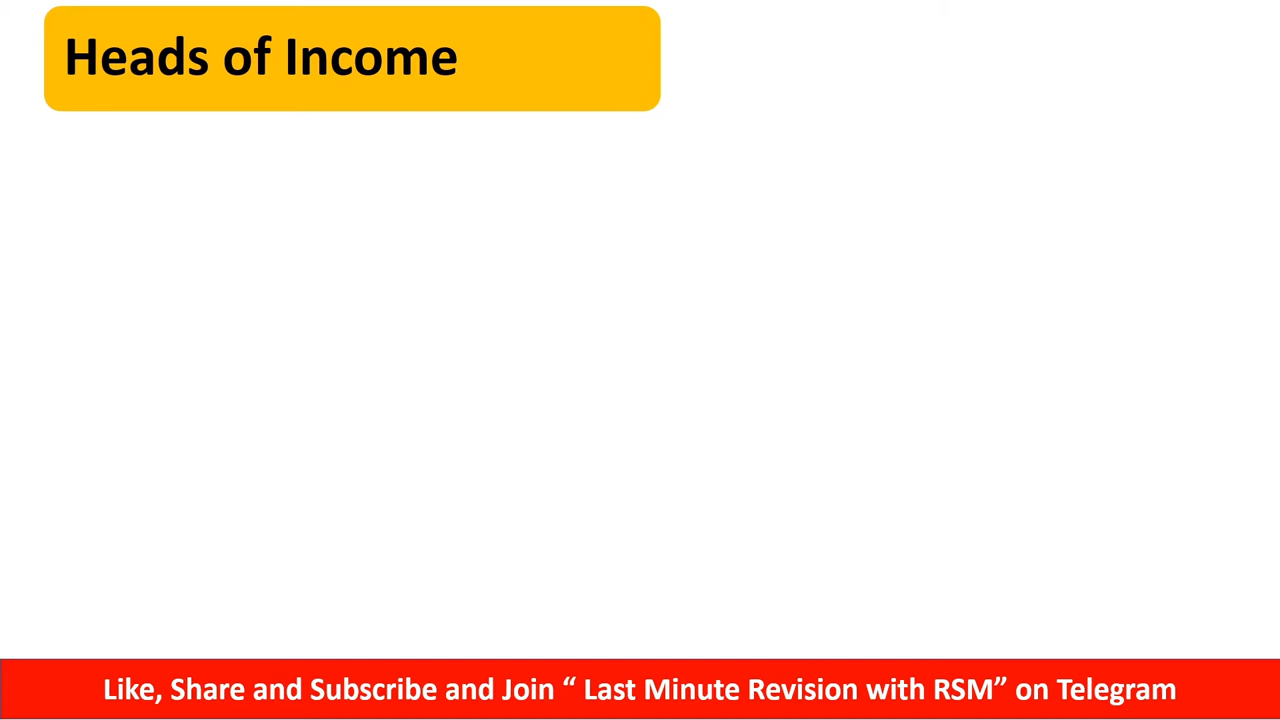 Heads of Income
Like, Share and Subscribe and Join “ Last Minute Revision with RSM” on Telegram